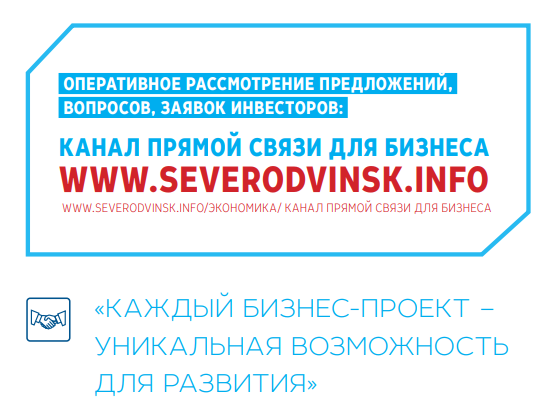 ОПЕРАТИВНОЕ РАССМОТРЕНИЕ ПРЕДЛОЖЕНИЙ,
ВОПРОСОВ, ЗАЯВОК ИНВЕСТОРОВ:
КАНАЛ ПРЯМОЙ СВЯЗИ ДЛЯ БИЗНЕСА
WWW.SEVERODVINSK.INFO
WWW.SEVERODVINSK.INFO/ЭКОНОМИКА/ КАНАЛ ПРЯМОЙ СВЯЗИ ДЛЯ БИЗНЕСА
«КАЖДЫЙ БИЗНЕС-ПРОЕКТ –
УНИКАЛЬНАЯ ВОЗМОЖНОСТЬ
ДЛЯ РАЗВИТИЯ»